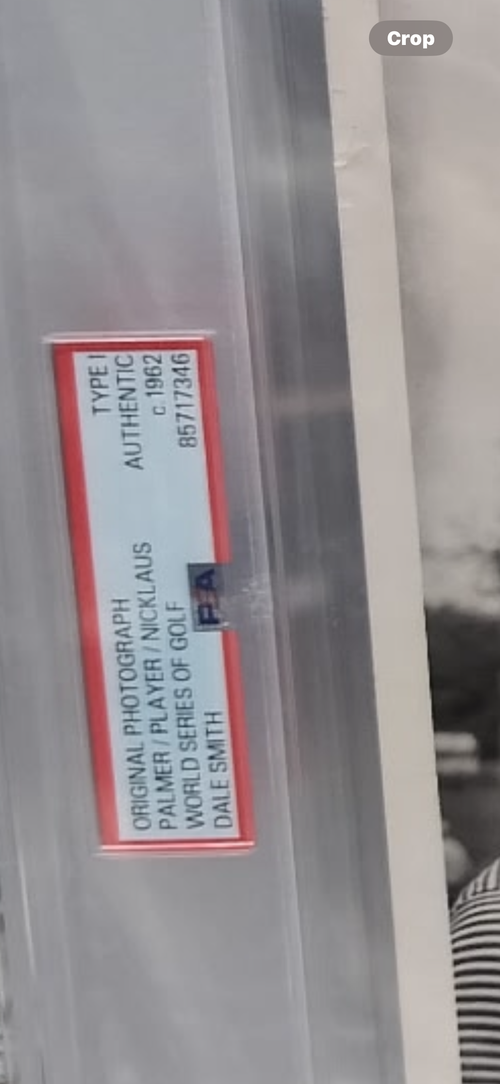 Crop
ORIGINAL PHOTOGRAPH TYPE I
PALMER / PLAYER / NICKLAUS AUTHENTIC
WORLD SERIES OF GOLF c.1962
DALE SMITH 85717346
PSA